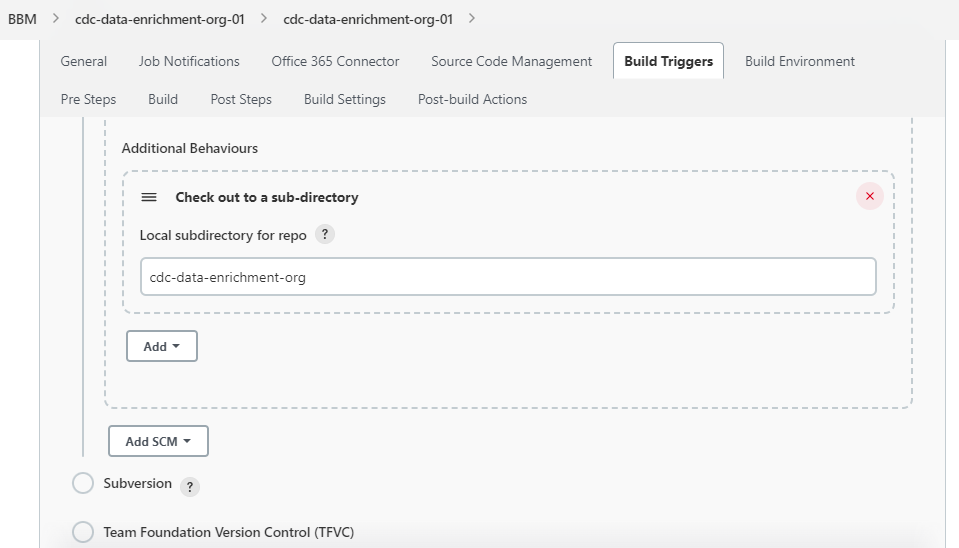 BBM > cdc-data-enrichment-org-01 > cdc-data-enrichment-org-01 >
General Job Notifications Office 365 Connector Source Code Management Build Triggers Build Environment
Pre Steps Build Post Steps Build Settings Post-build Actions
Additional Behaviours
Check out to a sub-directory
Local subdirectory for repo ?
cdc-data-enrichment-org
Add
Add SCM
Subversion ?
Team Foundation Version Control (TFVC)